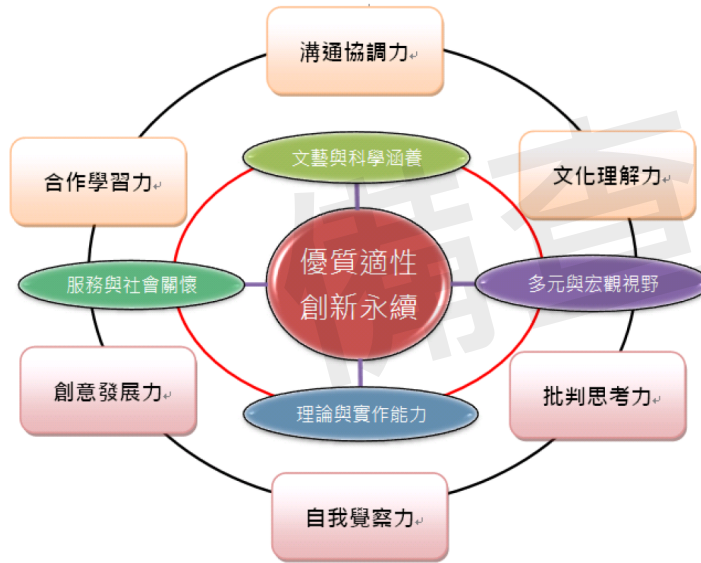 溝通協調力
文藝與科學涵養
合作學習力
文化理解力
優質適性
創新永續
服務與社會關懷
多元與宏觀視野
創意發展力
批判思考力
理論與實作能力
自我覺察力
備查